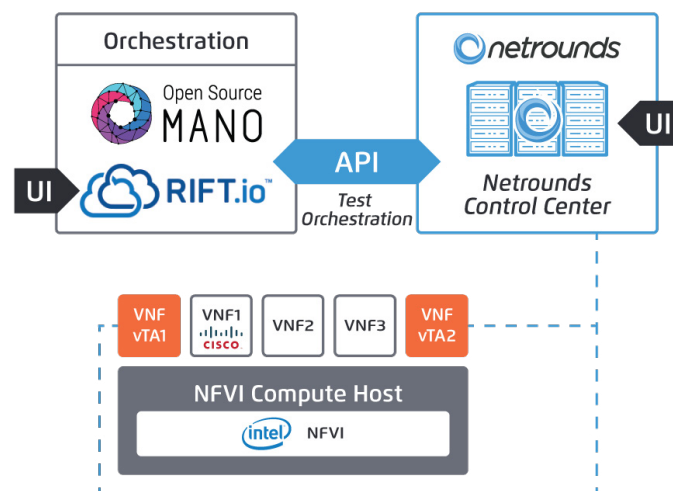 Orchestration
Open Source
MANO
UI
RIFT.io™
API
Test
Orchestration
netrounds
UI
Netrounds
Control Center
VNF
vTA1
VNF1
CISCO
VNF2
VNF3
VNF
vTA2
NFVI Compute Host
intel NFVI